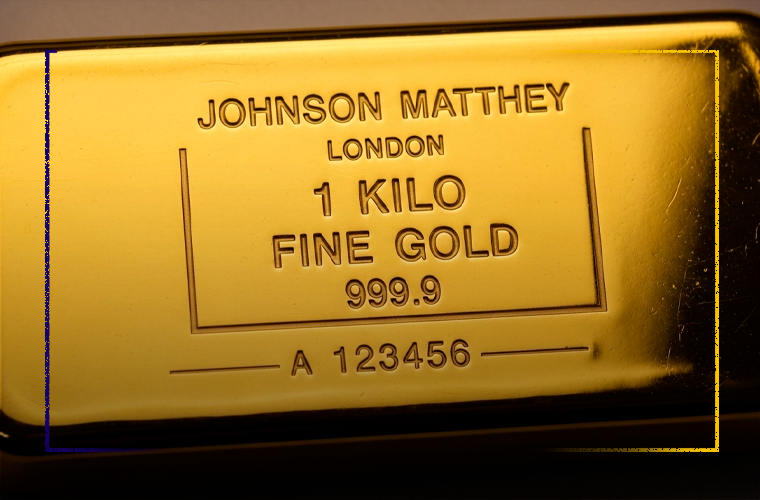 JOHNSON MATTHEY
LONDON
1 KILO
FINE GOLD
999.9
A 123456